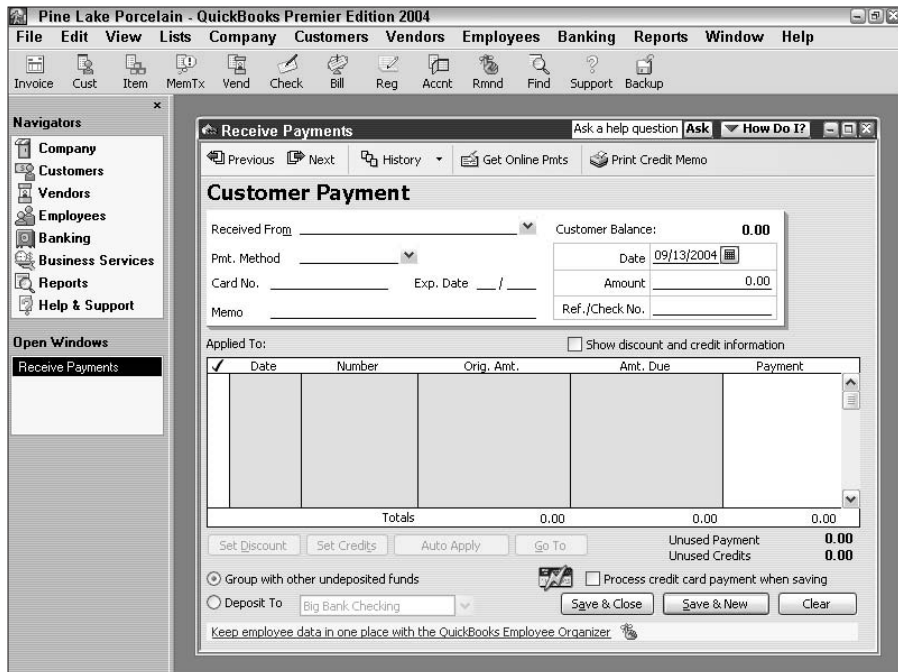 Pine Lake Porcelain - QuickBooks Premier Edition 2004
File Edit View Lists Company Customers Vendors Employees Banking Reports Window Help
Invoice Cust Item MemTx Vend Check Bill Reg Accnt Rmnd Find Support Backup
Navigators
Company
Customers
Vendors
Employees
Banking
Business Services
Reports
Help & Support
Open Windows
Receive Payments
Receive Payments Ask a help question Ask How Do I?
Previous Next History Get Online Pmts Print Credit Memo
Customer Payment
Received From Customer Balance: 0.00
Pmt. Method Date 09/13/2004
Card No. Exp. Date / Amount 0.00
Memo Ref./Check No.
Applied To: Show discount and credit information
Date Number Orig. Amt. Amt. Due Payment
Totals 0.00 0.00 0.00
Set Discount Set Credits Auto Apply Go To Unused Payment 0.00
Unused Credits 0.00
Group with other undeposited funds Process credit card payment when saving
Deposit To Big Bank Checking Save & Close Save & New Clear
Keep employee data in one place with the QuickBooks Employee Organizer